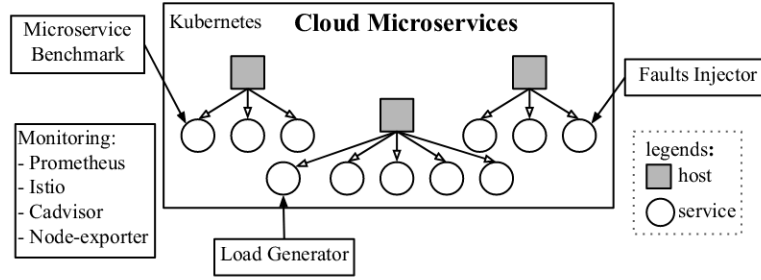 Microservice
Benchmark
Kubernetes
Cloud Microservices
Faults Injector
Monitoring:
- Prometheus
- Istio
- Cadvisor
- Node-exporter
Load Generator
legends:
host
service